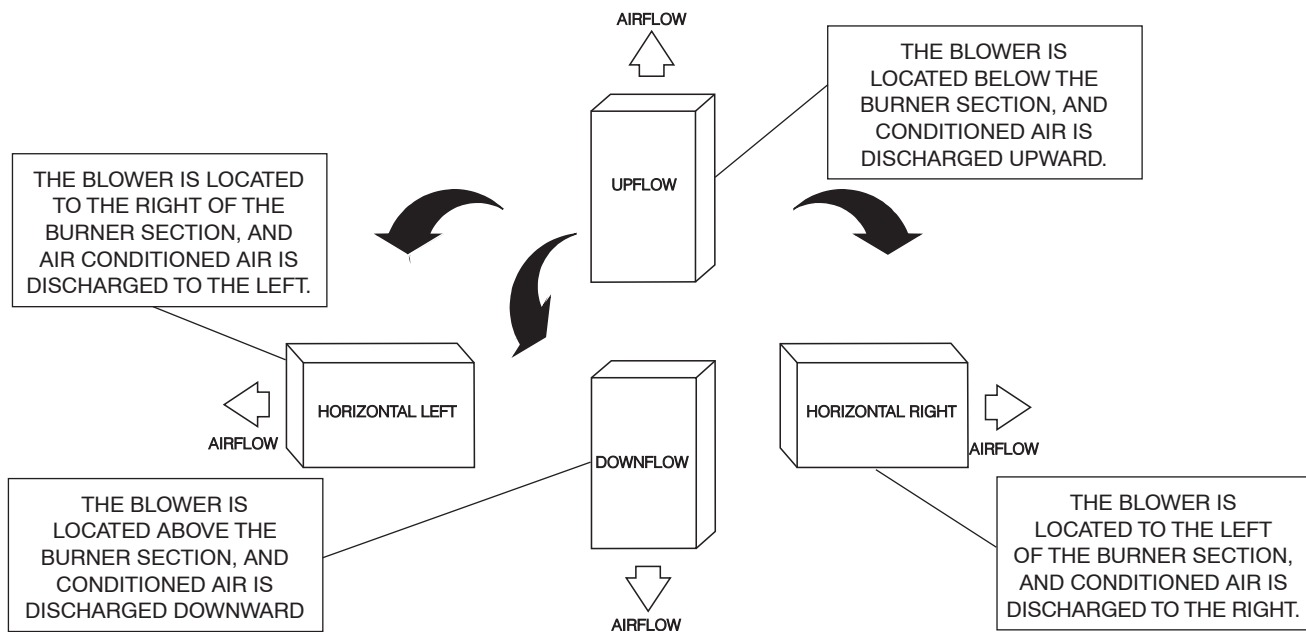 AIRFLOW
THE BLOWER IS
LOCATED BELOW THE
BURNER SECTION, AND
CONDITIONED AIR IS
DISCHARGED UPWARD.
THE BLOWER IS LOCATED
TO THE RIGHT OF THE
BURNER SECTION, AND
AIR CONDITIONED AIR IS
DISCHARGED TO THE LEFT.
UPFLOW
HORIZONTAL LEFT
AIRFLOW
HORIZONTAL RIGHT
AIRFLOW
DOWNFLOW
THE BLOWER IS
LOCATED ABOVE THE
BURNER SECTION, AND
CONDITIONED AIR IS
DISCHARGED DOWNWARD
THE BLOWER IS
LOCATED TO THE LEFT
OF THE BURNER SECTION,
AND CONDITIONED AIR IS
DISCHARGED TO THE RIGHT.
AIRFLOW